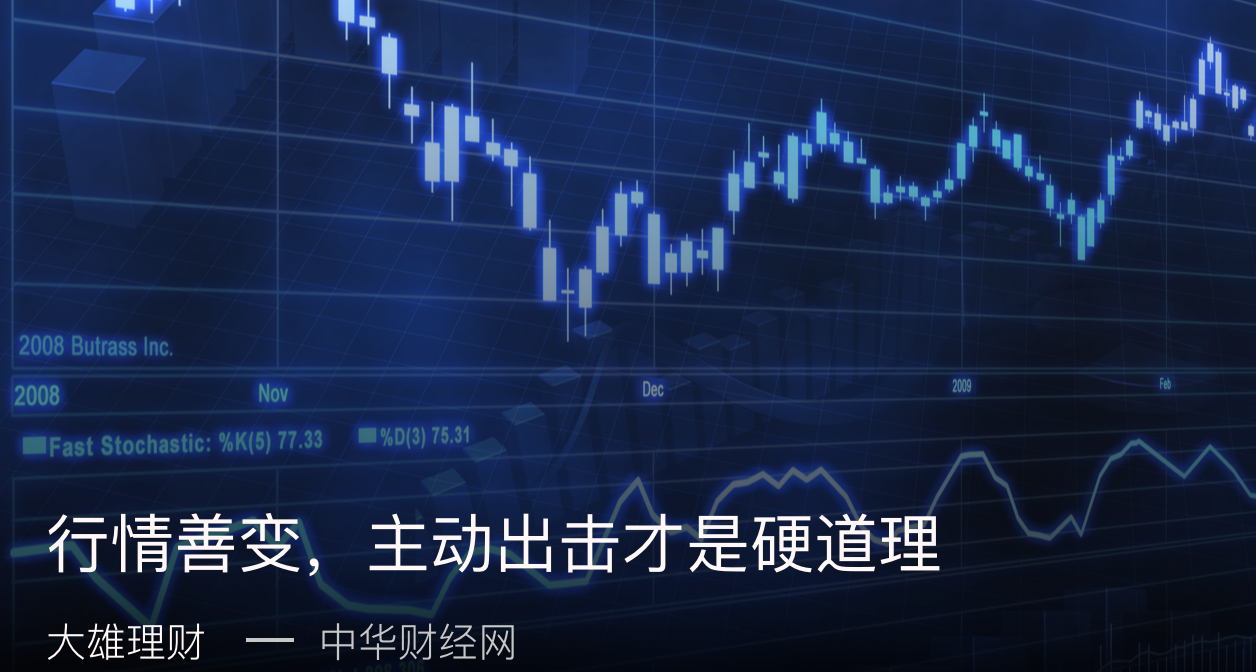 2008 Butrass Inc.
2008 Nov Dec 2009 Feb
Fast Stochastic: %K(5) 77.33 %D(3) 75.31
行情善变，主动出击才是硬道理
大雄理财 — 中华财经网